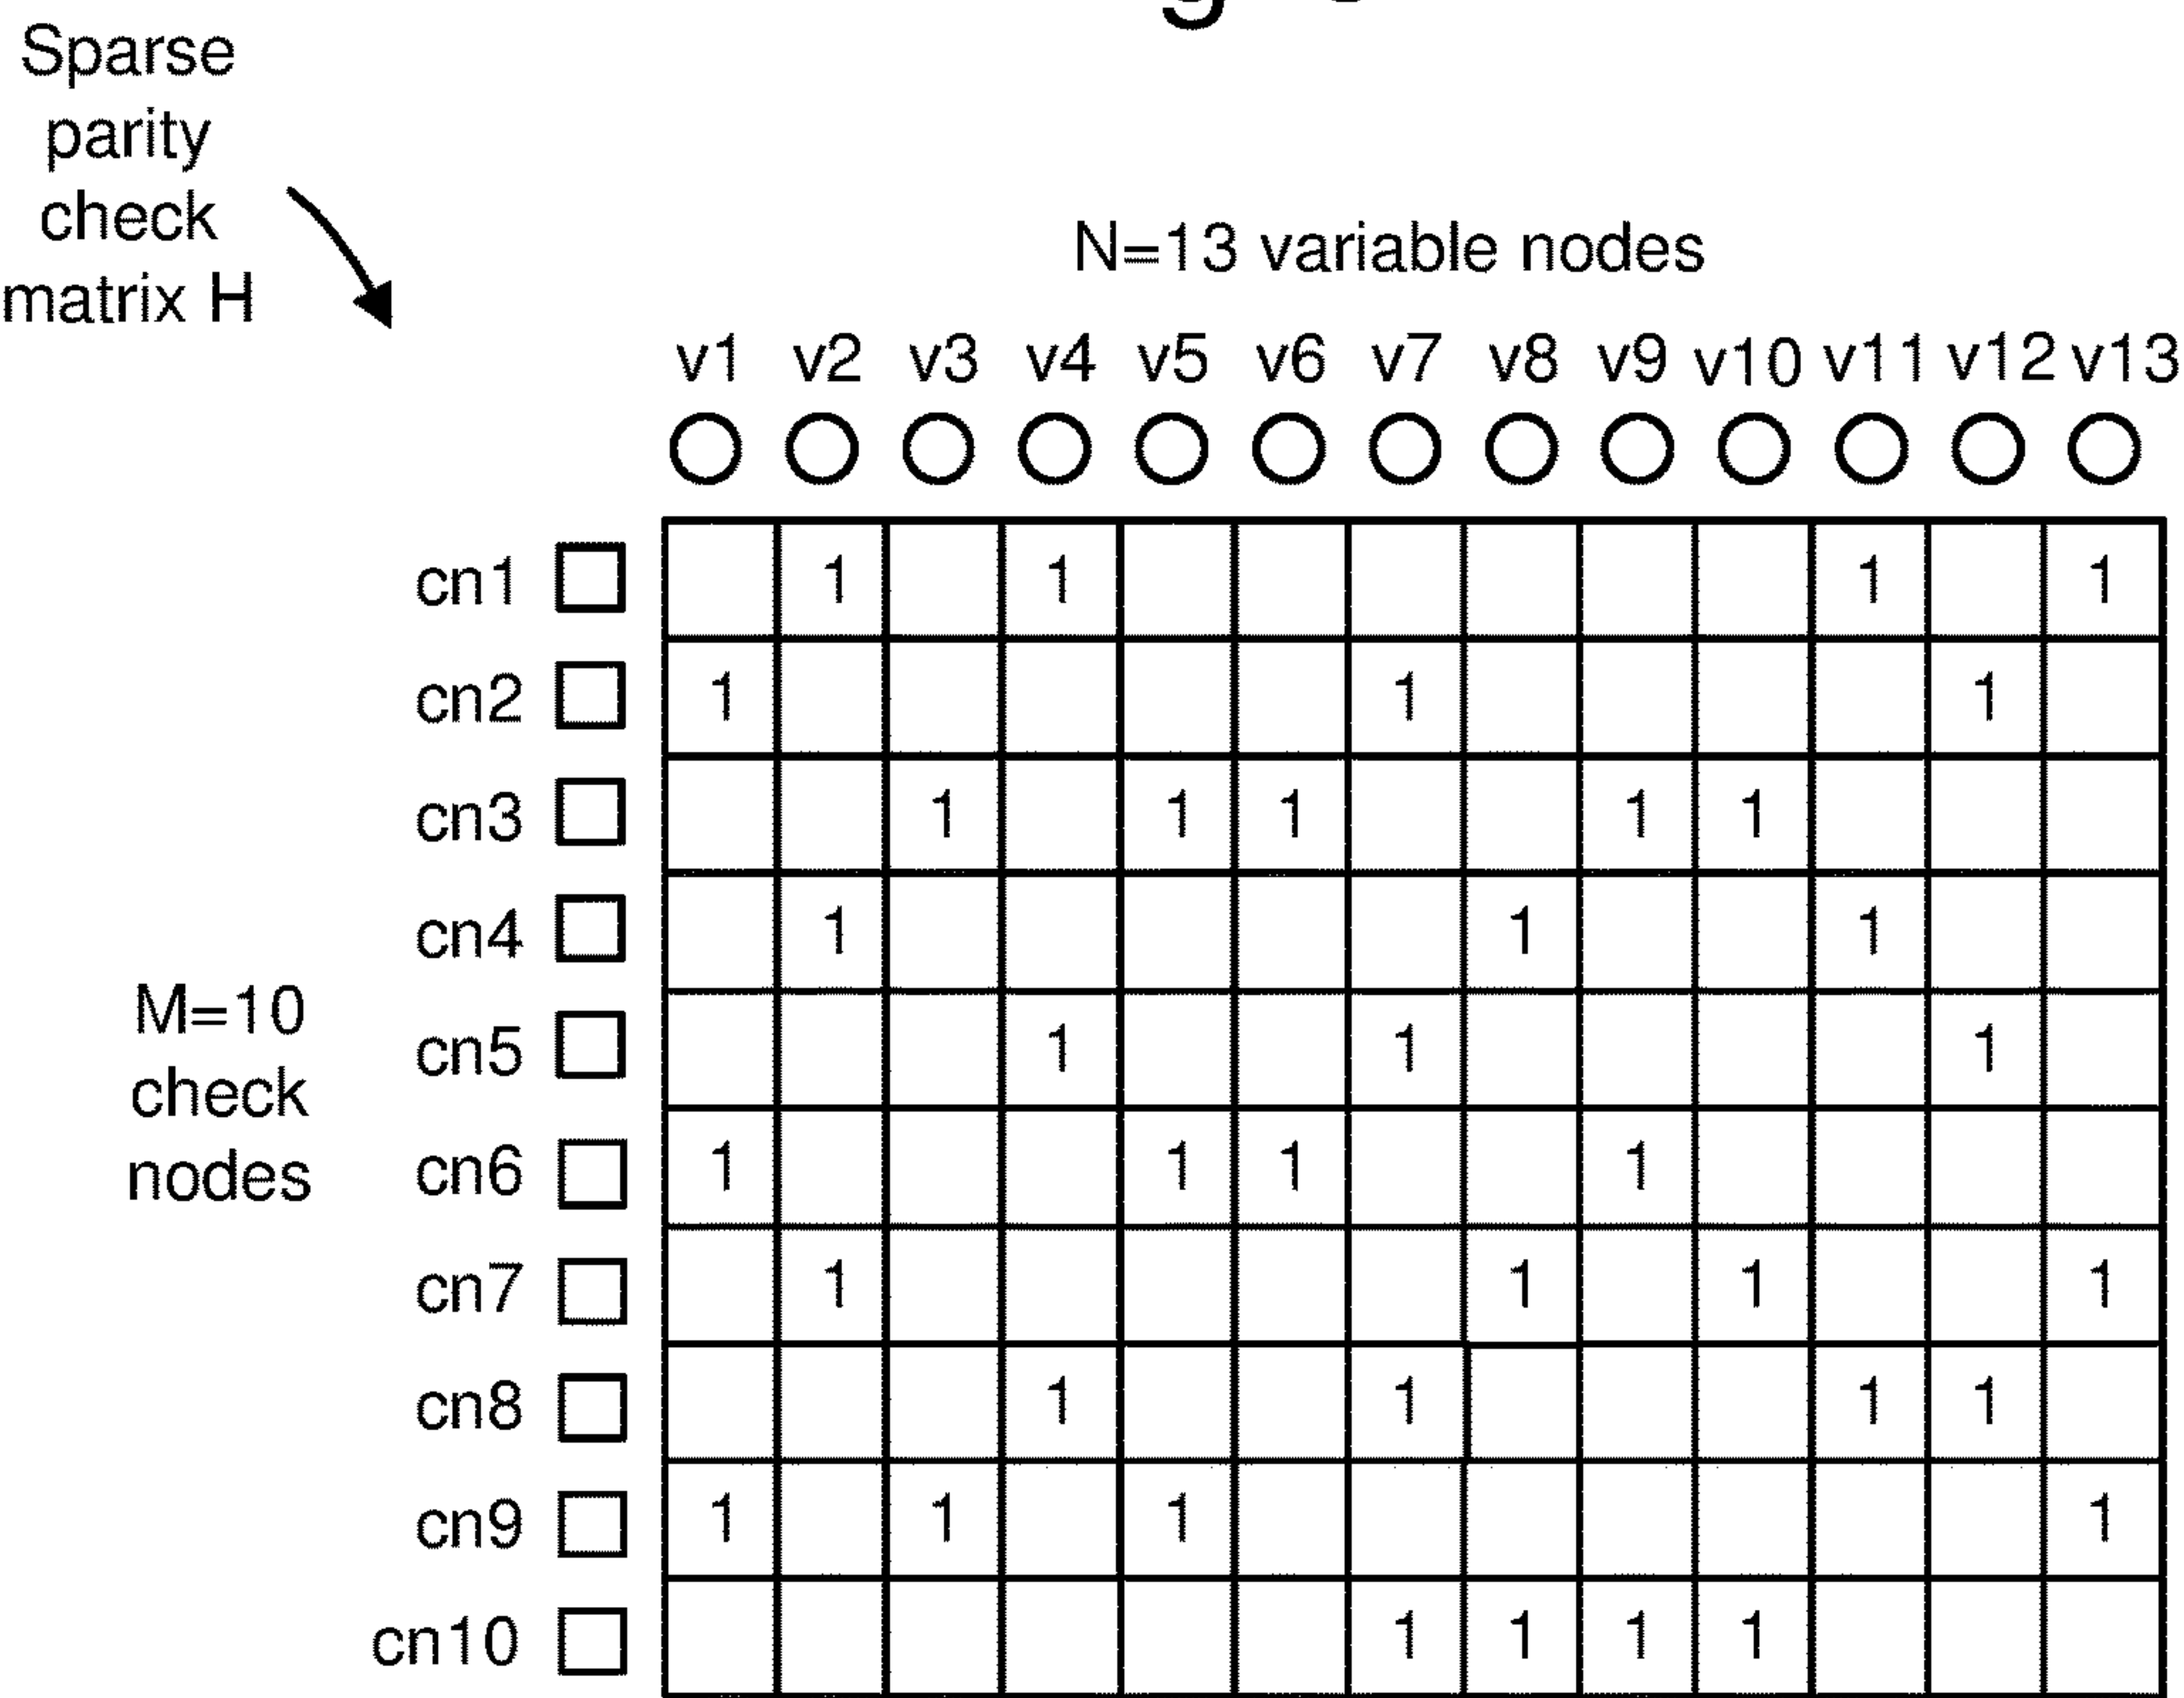 Sparse
parity
check
matrix H
N=13 variable nodes
v1 v2 v3 v4 v5 v6 v7 v8 v9 v10 v11 v12 v13
cn1 1 1 1 1
cn2 1 1 1
cn3 1 1 1 1 1
cn4 1 1 1
M=10
check
nodes
cn5 1 1 1
cn6 1 1 1 1
cn7 1 1 1 1
cn8 1 1 1 1
cn9 1 1 1 1
cn10 1 1 1 1